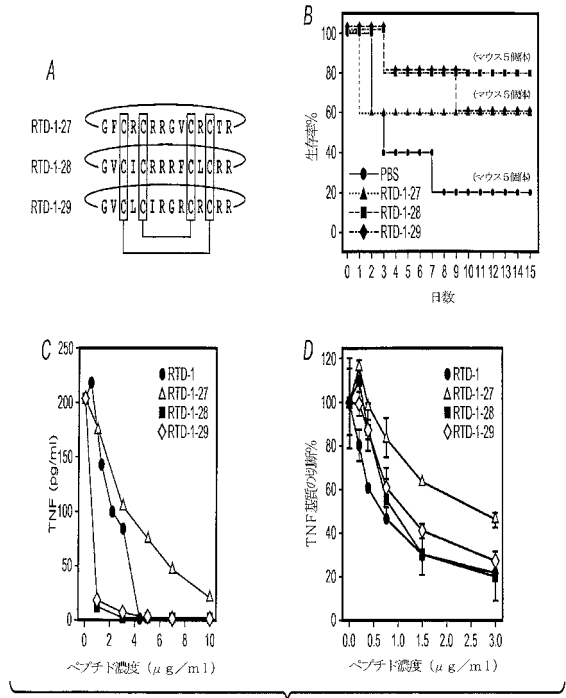 A
RTD-1-27 GFCRCRRGVCRCTR
RTD-1-28 GVCICRRRFCLCRR
RTD-1-29 GVCLCIRGRCRCRR
B
生存率%
120
100
80
60
40
20
0
(マウス5個体)
(マウス5個体)
(マウス5個体)
PBS
RTD-1-27
RTD-1-28
RTD-1-29
0 1 2 3 4 5 6 7 8 9 10 11 12 13 14 15
日数
C
TNF (pg/ml)
250
200
150
100
50
0
RTD-1
RTD-1-27
RTD-1-28
RTD-1-29
0 2 4 6 8 10
ペプチド濃度 (μg/ml)
D
TNF基質の切断%
120
100
80
60
40
20
0
RTD-1
RTD-1-27
RTD-1-28
RTD-1-29
0.0 0.5 1.0 1.5 2.0 2.5 3.0
ペプチド濃度 (μg/ml)